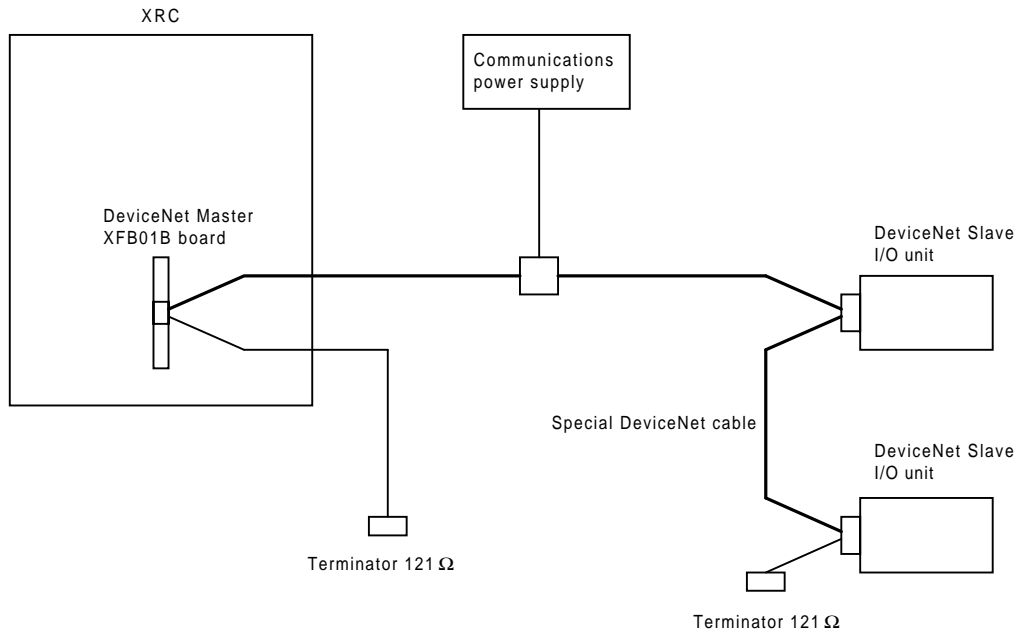 XRC
Communications
power supply
DeviceNet Master
XFB01B board
DeviceNet Slave
I/O unit
Special DeviceNet cable
DeviceNet Slave
I/O unit
Terminator 121 Ω
Terminator 121 Ω